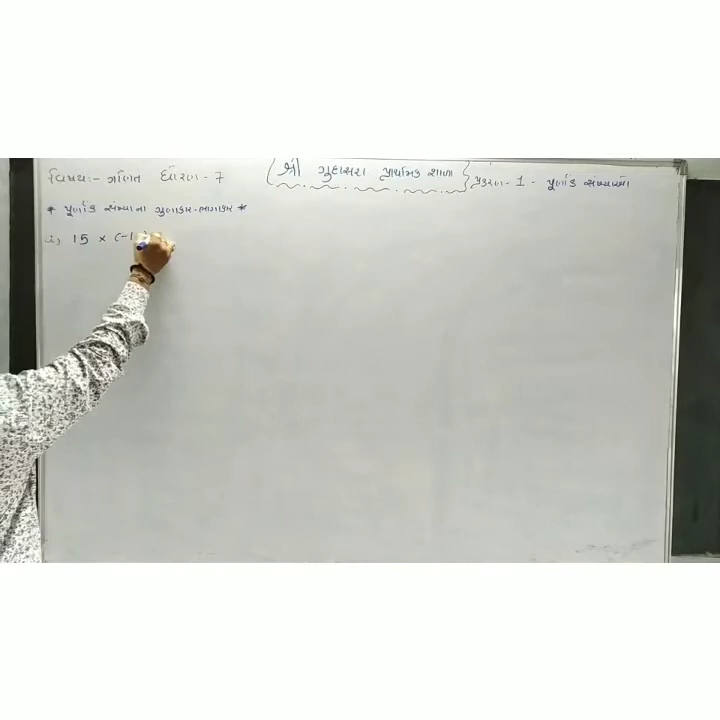 વિષય:- ગણિત ધોરણ - 7 શ્રી ગુદાસરા પ્રાથમિક શાળા પ્રકરણ - 1. પૂર્ણાંક સંખ્યાઓ
* પૂર્ણાંક સંખ્યાના ગુણાકાર-ભાગાકાર *
15 × (-1